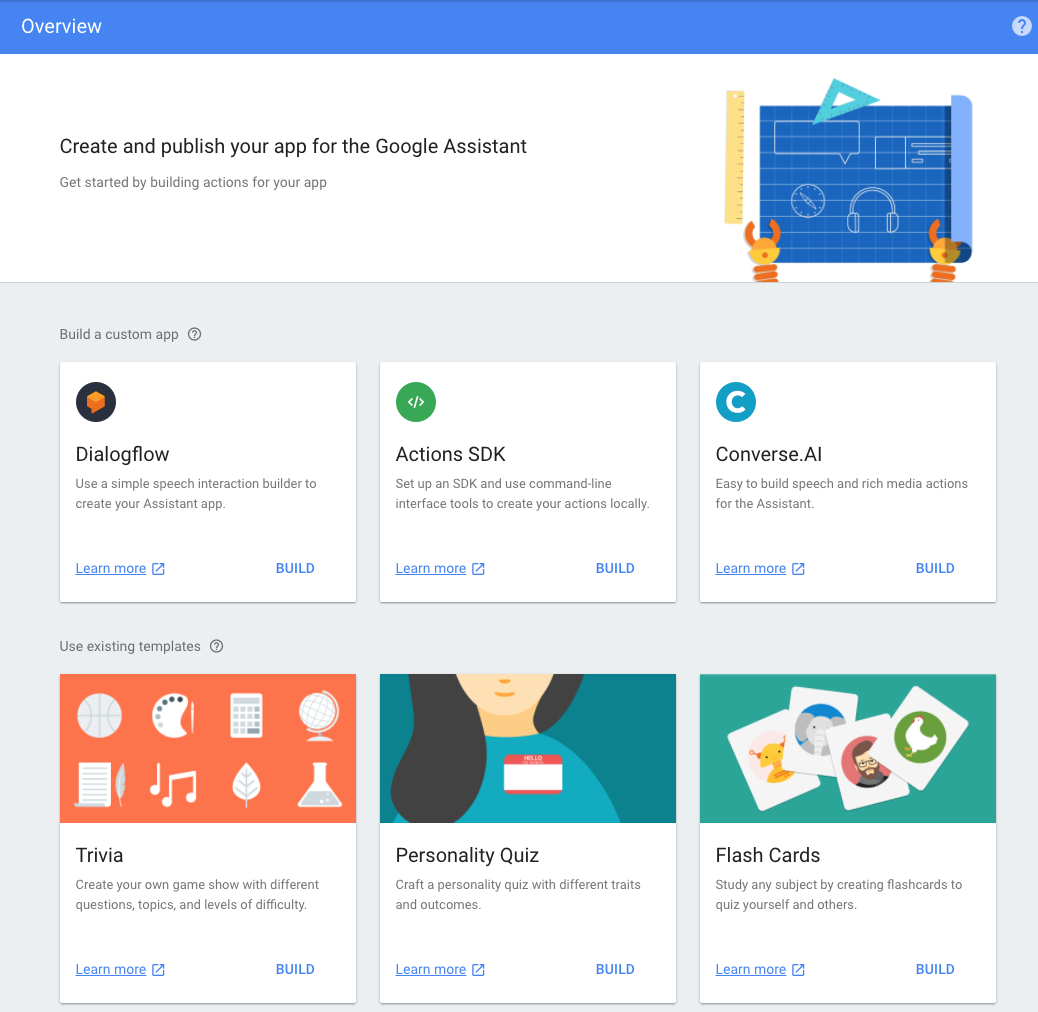 Overview
?
Create and publish your app for the Google Assistant
Get started by building actions for your app
Build a custom app ?
Dialogflow
Use a simple speech interaction builder to
create your Assistant app.
Learn more
BUILD
</>
Actions SDK
Set up an SDK and use command-line
interface tools to create your actions locally.
Learn more
BUILD
C
Converse.AI
Easy to build speech and rich media actions
for the Assistant.
Learn more
BUILD
Use existing templates ?
Trivia
Create your own game show with different
questions, topics, and levels of difficulty.
Learn more
BUILD
HELLO
Personality Quiz
Craft a personality quiz with different traits
and outcomes.
Learn more
BUILD
Flash Cards
Study any subject by creating flashcards to
quiz yourself and others.
Learn more
BUILD